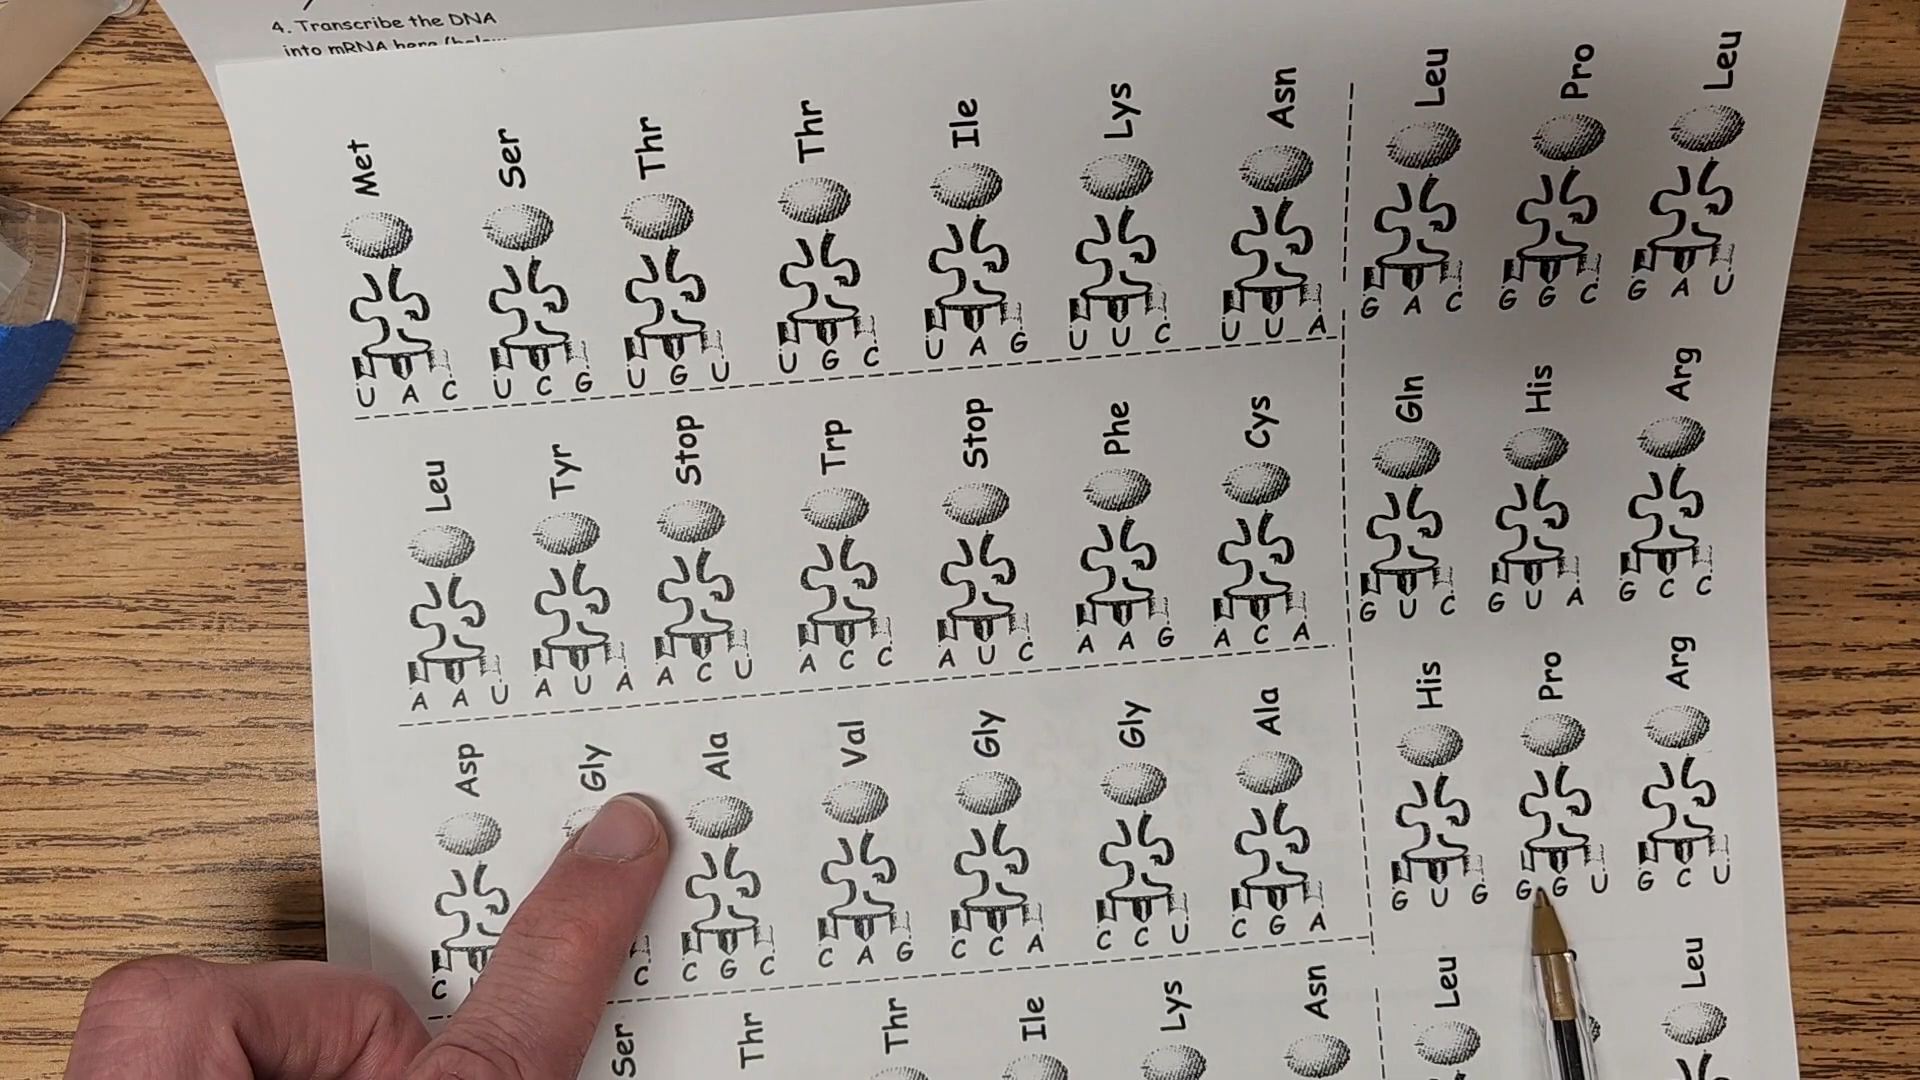 4. Transcribe the DNA
into mRNA here
Met
U A C
Ser
U C G
Thr
U G U
Thr
U G C
Ile
U A G
Lys
U U C
Asn
U U A
Leu
G A C
Pro
G G C
Leu
G A U
Leu
A A U
Tyr
A U A
Stop
A C U
Trp
A C C
Stop
A U C
Phe
A A G
Cys
A C A
Gln
G U C
His
G U A
Arg
G C C
Asp
C
Gly
C
Ala
C G C
Val
C A G
Gly
C C A
Gly
C C U
Ala
C G A
His
G U G
Pro
G G U
Arg
G C U
Ser
Thr
Thr
Ile
Lys
Asn
Leu
Leu